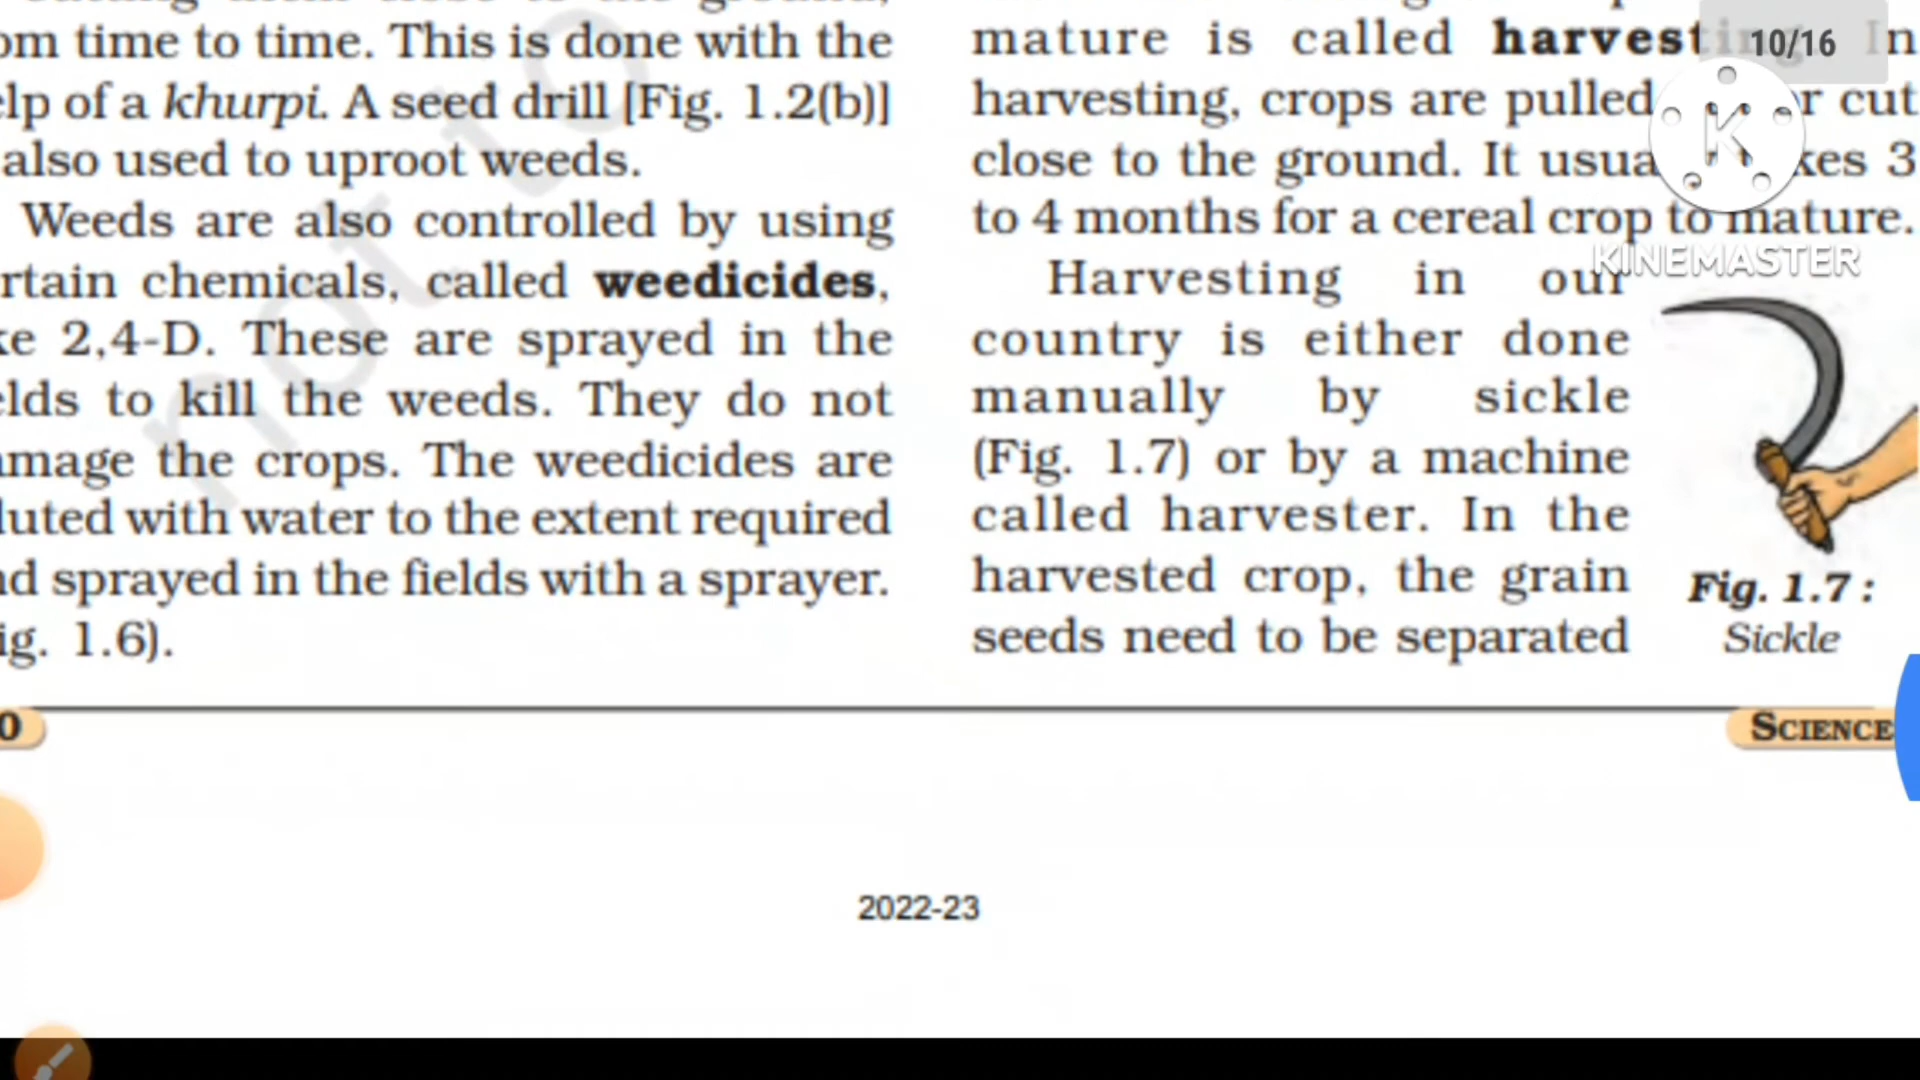 om time to time. This is done with the
elp of a khurpi. A seed drill [Fig. 1.2(b)]
also used to uproot weeds.
Weeds are also controlled by using
rtain chemicals, called weedicides,
ke 2,4-D. These are sprayed in the
elds to kill the weeds. They do not
amage the crops. The weedicides are
luted with water to the extent required
nd sprayed in the fields with a sprayer.
ig. 1.6).
mature is called harvesting. In
harvesting, crops are pulled or cut
close to the ground. It usua kes 3
to 4 months for a cereal crop to mature.
Harvesting in our
country is either done
manually by sickle
(Fig. 1.7) or by a machine
called harvester. In the
harvested crop, the grain
seeds need to be separated
Fig. 1.7 :
Sickle
10/16
K
KINEMASTER
not to
0
SCIENCE
2022-23